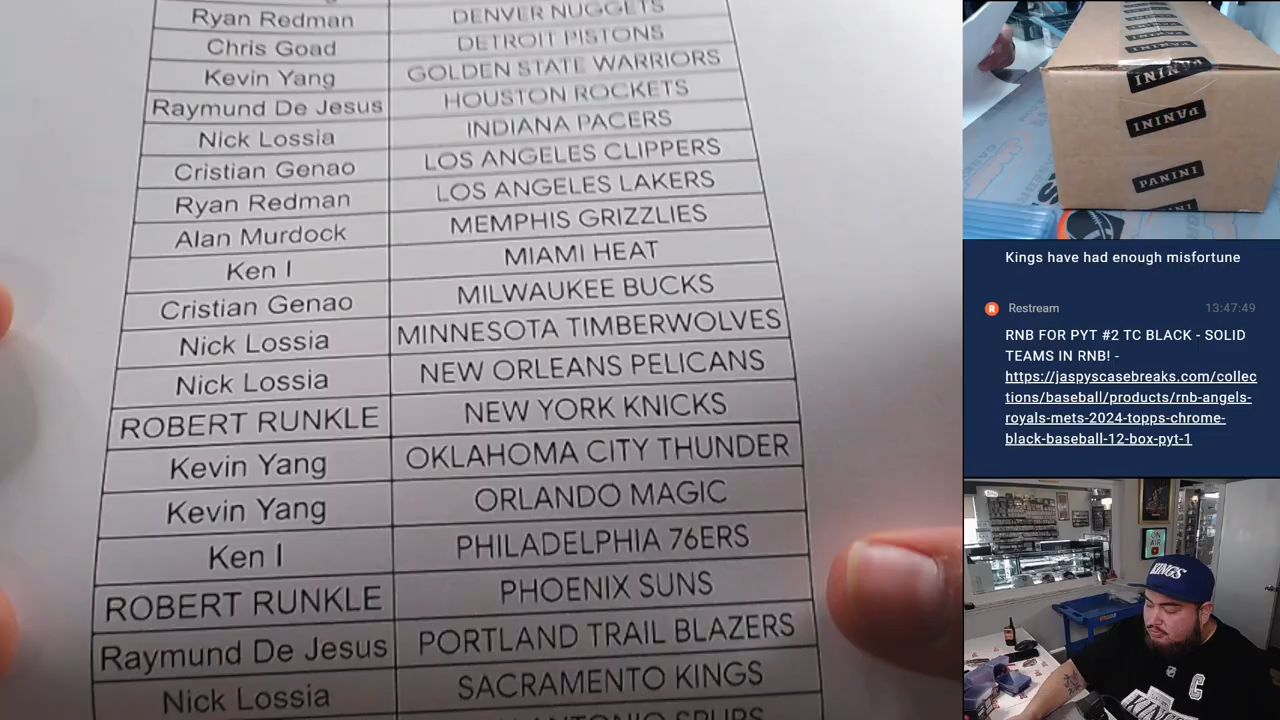 Ryan Redman DENVER NUGGETS
Chris Goad DETROIT PISTONS
Kevin Yang GOLDEN STATE WARRIORS
Raymund De Jesus HOUSTON ROCKETS
Nick Lossia INDIANA PACERS
Cristian Genao LOS ANGELES CLIPPERS
Ryan Redman LOS ANGELES LAKERS
Alan Murdock MEMPHIS GRIZZLIES
Ken I MIAMI HEAT
Cristian Genao MILWAUKEE BUCKS
Nick Lossia MINNESOTA TIMBERWOLVES
Nick Lossia NEW ORLEANS PELICANS
ROBERT RUNKLE NEW YORK KNICKS
Kevin Yang OKLAHOMA CITY THUNDER
Kevin Yang ORLANDO MAGIC
Ken I PHILADELPHIA 76ERS
ROBERT RUNKLE PHOENIX SUNS
Raymund De Jesus PORTLAND TRAIL BLAZERS
Nick Lossia SACRAMENTO KINGS
SPURS
PANINI
PANINI
PANINI
Kings have had enough misfortune
Restream 13:47:49
RNB FOR PYT #2 TC BLACK - SOLID
TEAMS IN RNB! -
https://jaspyscasebreaks.com/collec
tions/baseball/products/rnb-angels-
royals-mets-2024-topps-chrome-
black-baseball-12-box-pyt-1
ON
AIR
KINGS
C